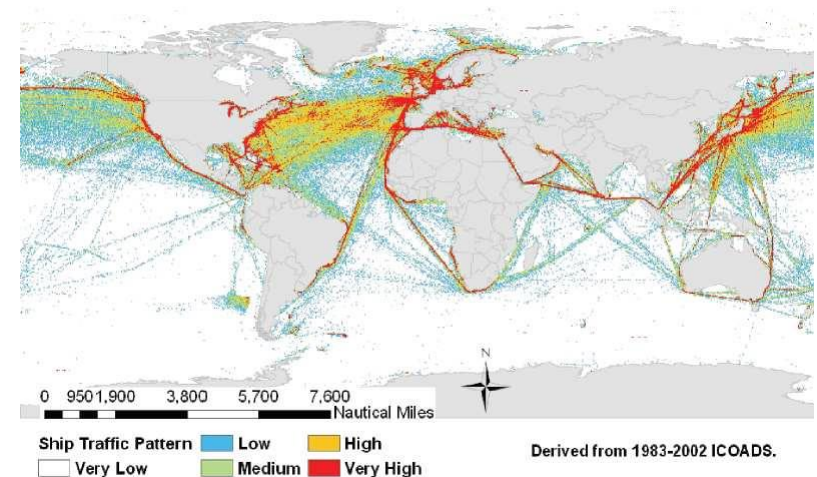 N
0 950 1,900 3,800 5,700 7,600
Nautical Miles
Ship Traffic Pattern Low High
Very Low Medium Very High
Derived from 1983-2002 ICOADS.